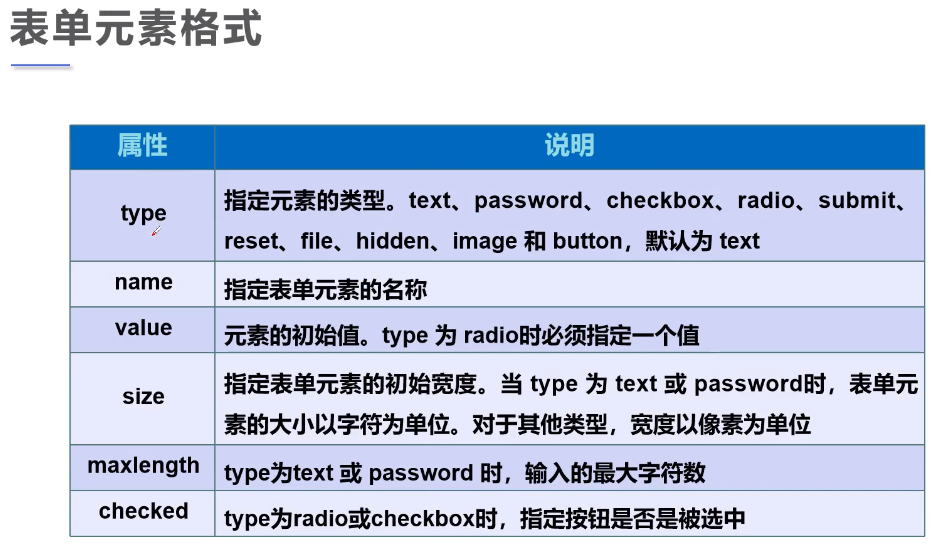 表单元素格式
属性
说明
type
指定元素的类型。text、password、checkbox、radio、submit、
reset、file、hidden、image 和 button，默认为 text
name
指定表单元素的名称
value
元素的初始值。type 为 radio时必须指定一个值
size
指定表单元素的初始宽度。当 type 为 text 或 password时，表单元
素的大小以字符为单位。对于其他类型，宽度以像素为单位
maxlength
type为text 或 password 时，输入的最大字符数
checked
type为radio或checkbox时，指定按钮是否是被选中